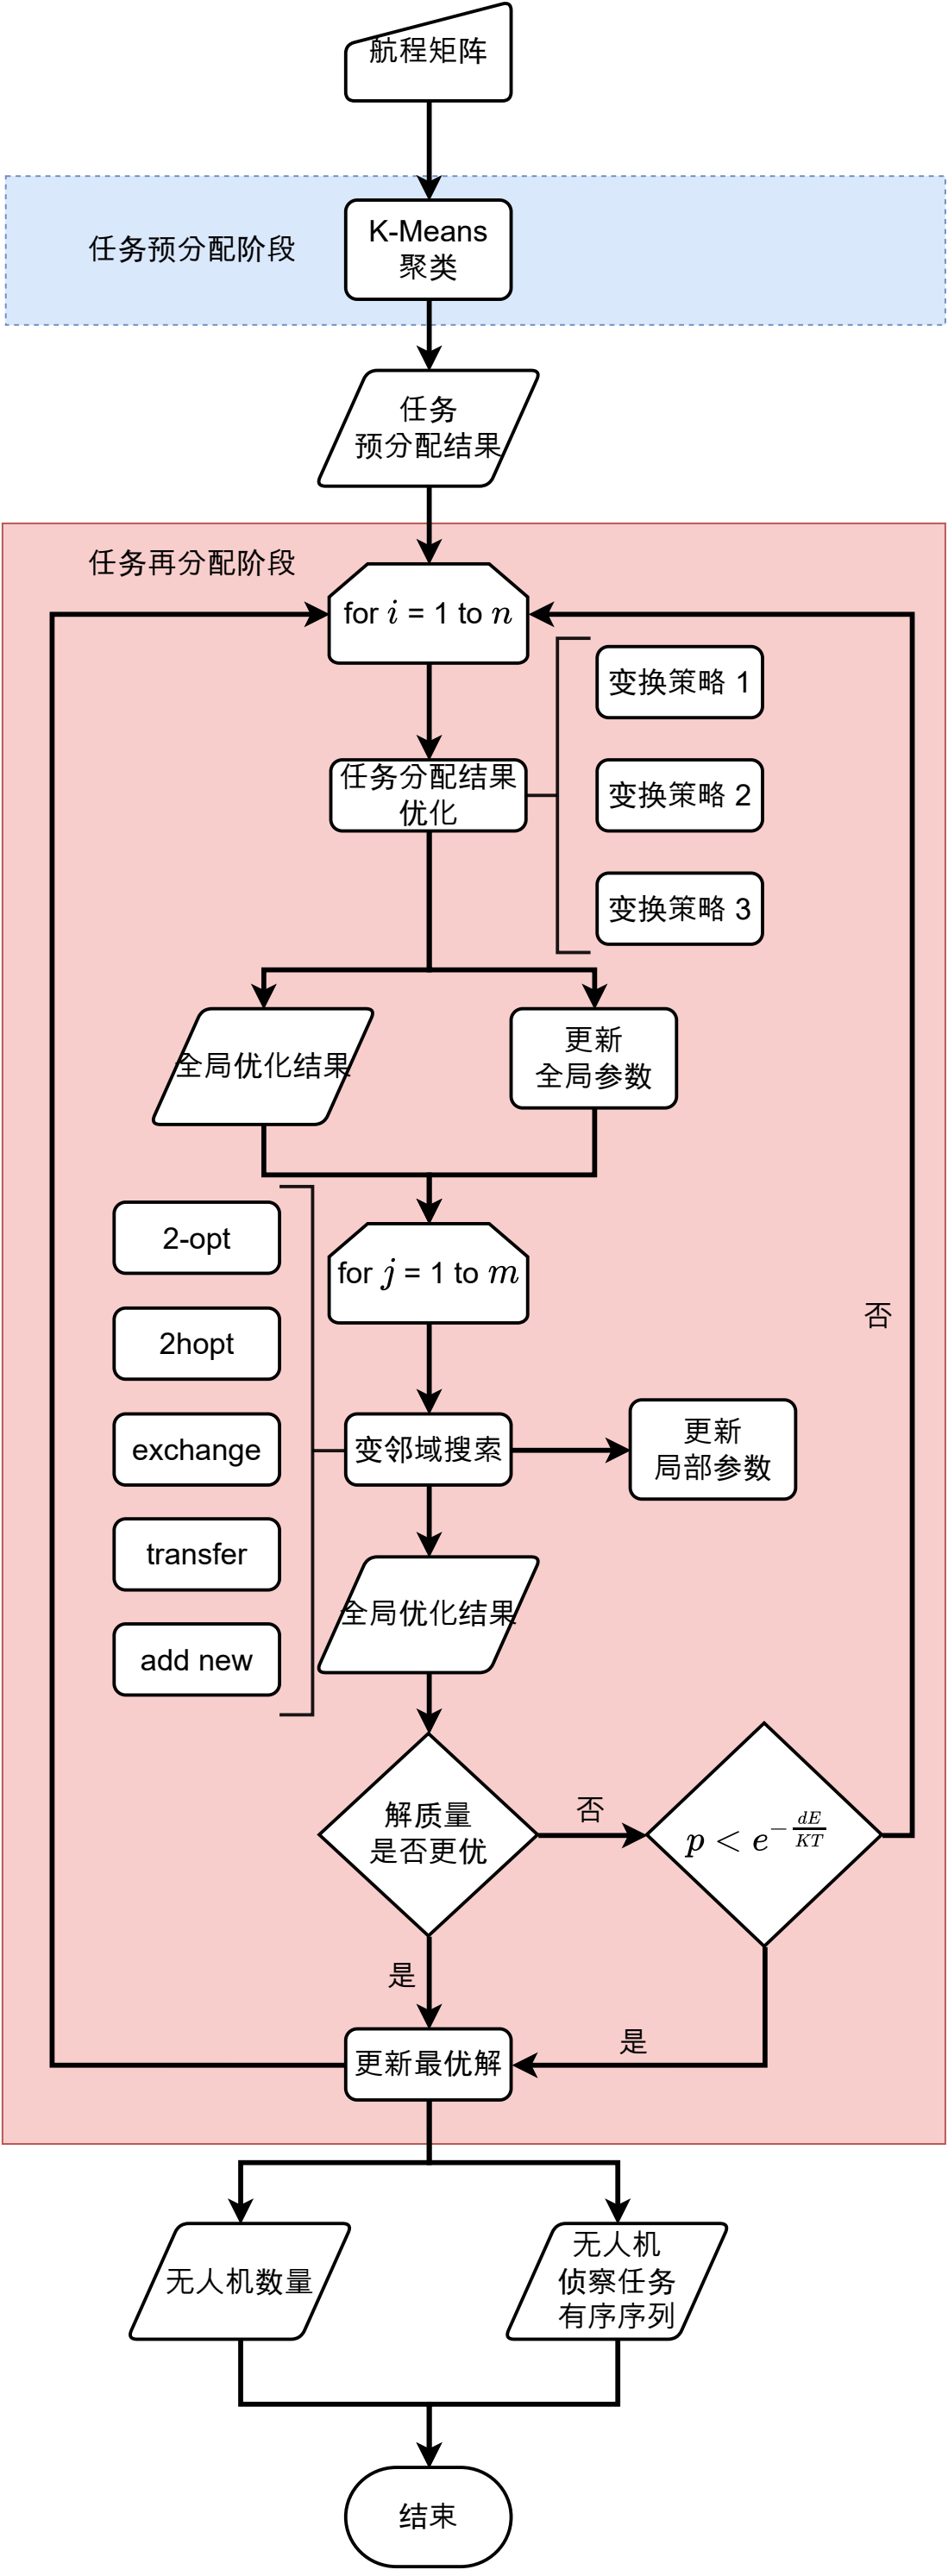 航程矩阵
任务预分配阶段
K-Means
聚类
任务
预分配结果
任务再分配阶段
for i = 1 to n
变换策略 1
任务分配结果
优化
变换策略 2
变换策略 3
全局优化结果
更新
全局参数
2-opt
for j = 1 to m
否
2hopt
exchange
变邻域搜索
更新
局部参数
transfer
全局优化结果
add new
解质量
是否更优
否
p < e^{-\frac{dE}{KT}}
是
更新最优解
是
无人机数量
无人机
侦察任务
有序序列
结束